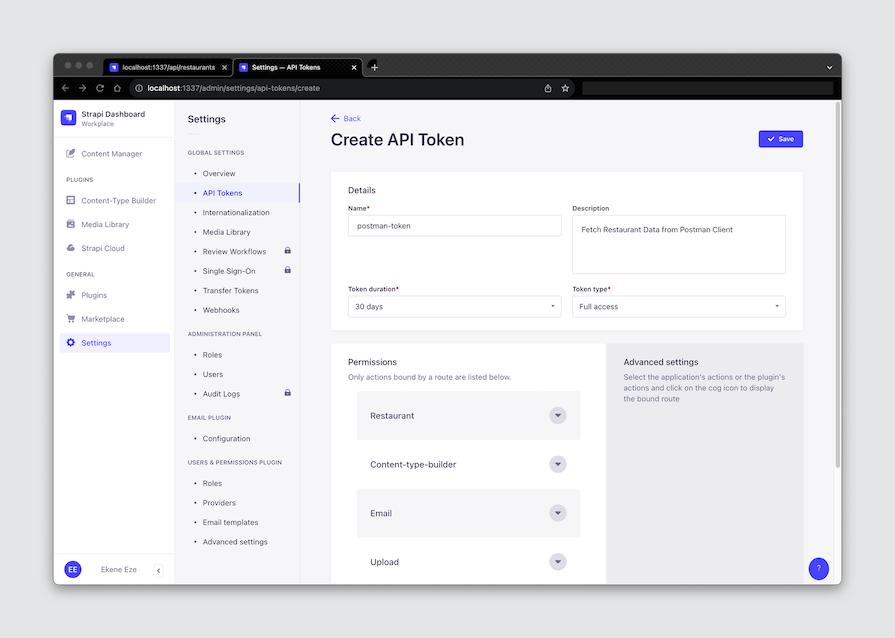 localhost:1337/api/restaurants
Settings — API Tokens
localhost:1337/admin/settings/api-tokens/create
Strapi Dashboard
Workplace
Content Manager
PLUGINS
Content-Type Builder
Media Library
Strapi Cloud
GENERAL
Plugins
Marketplace
Settings
EE
Ekene Eze
Settings
GLOBAL SETTINGS
Overview
API Tokens
Internationalization
Media Library
Review Workflows
Single Sign-On
Transfer Tokens
Webhooks
ADMINISTRATION PANEL
Roles
Users
Audit Logs
EMAIL PLUGIN
Configuration
USERS & PERMISSIONS PLUGIN
Roles
Providers
Email templates
Advanced settings
Back
Create API Token
Save
Details
Name*
postman-token
Description
Fetch Restaurant Data from Postman Client
Token duration*
30 days
Token type*
Full access
Permissions
Only actions bound by a route are listed below.
Restaurant
Content-type-builder
Email
Upload
Advanced settings
Select the application's actions or the plugin's
actions and click on the cog icon to display
the bound route
?